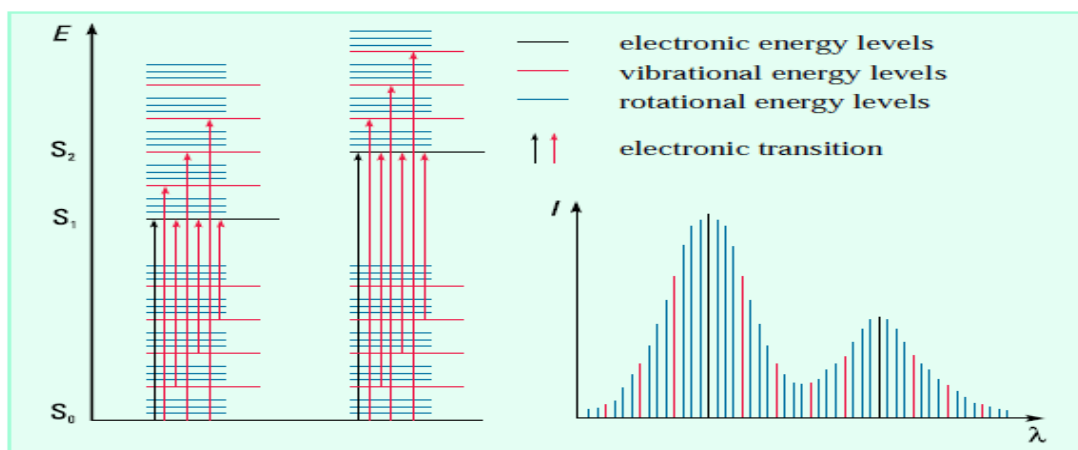 E
S₂
S₁
S₀
electronic energy levels
vibrational energy levels
rotational energy levels
electronic transition
I
λ